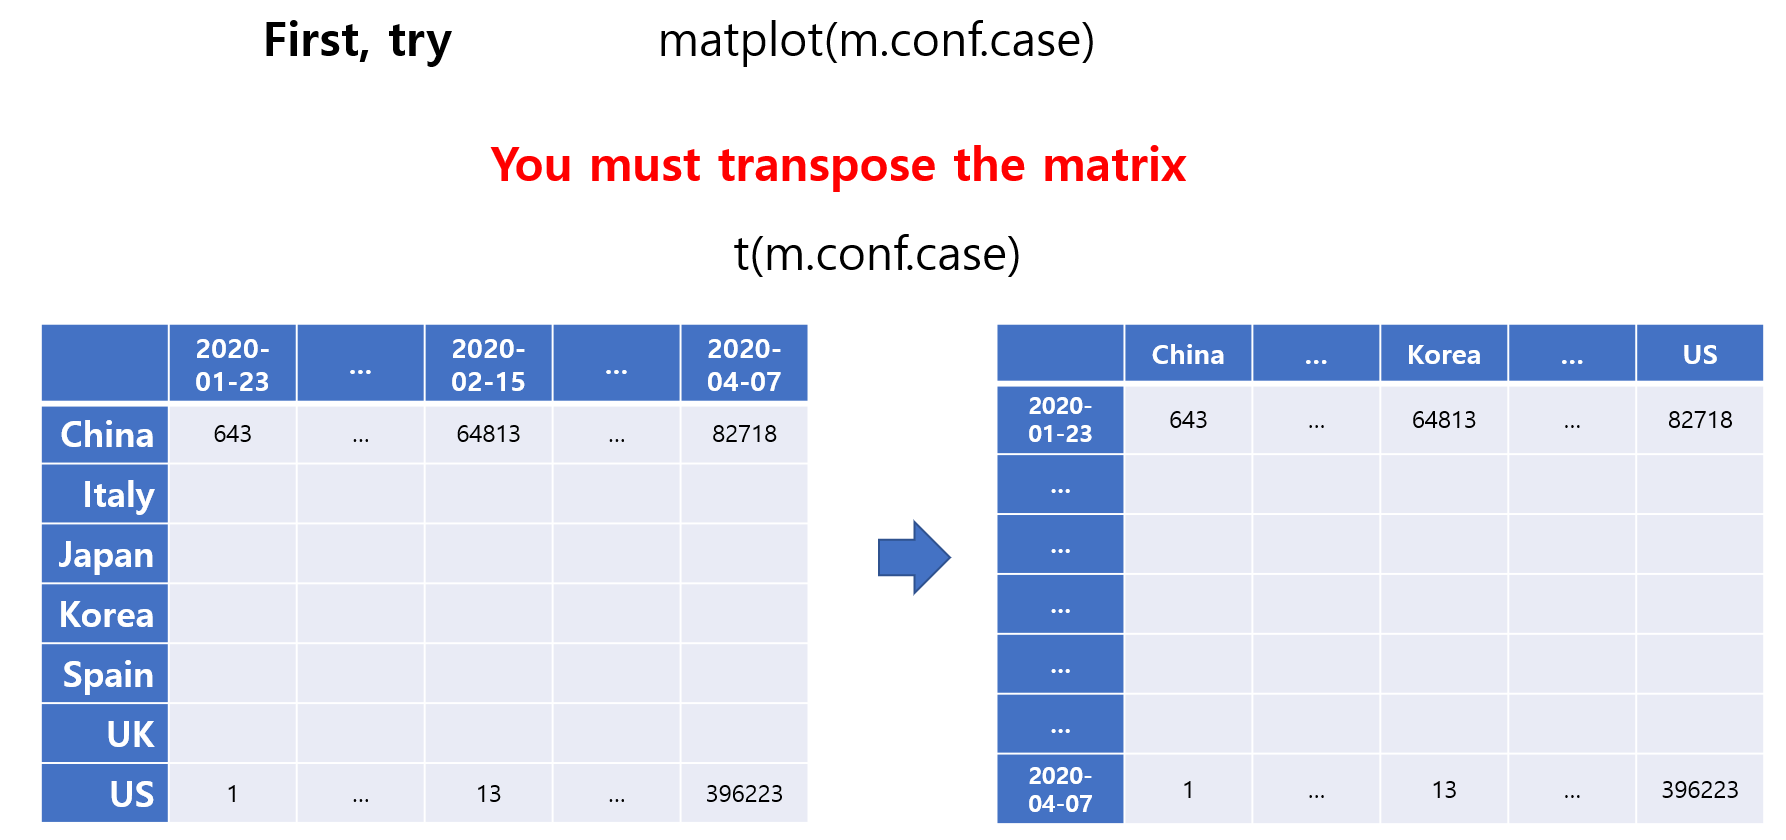 First, try matplot(m.conf.case)
You must transpose the matrix
t(m.conf.case)
2020-01-23 ... 2020-02-15 ... 2020-04-07
China 643 ... 64813 ... 82718
Italy
Japan
Korea
Spain
UK
US 1 ... 13 ... 396223
China ... Korea ... US
2020-01-23 643 ... 64813 ... 82718
...
...
...
...
...
2020-04-07 1 ... 13 ... 396223